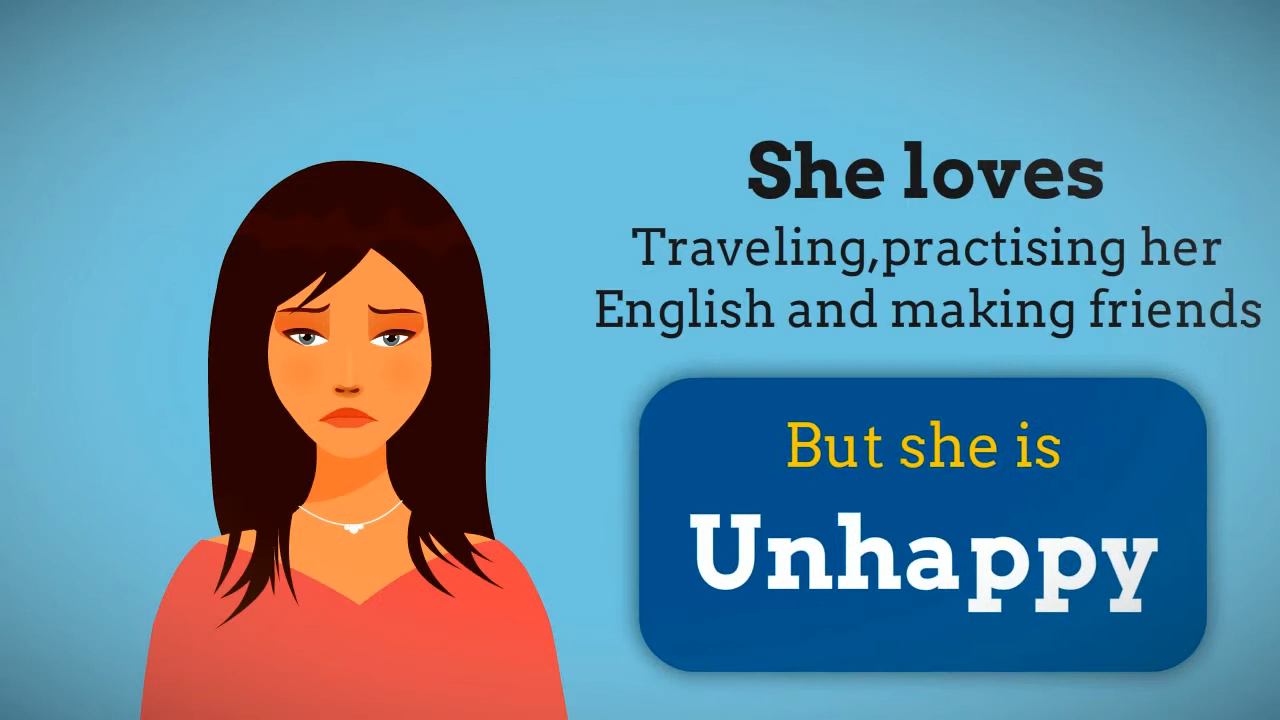 She loves
Traveling,practising her
English and making friends
But she is
Unhappy